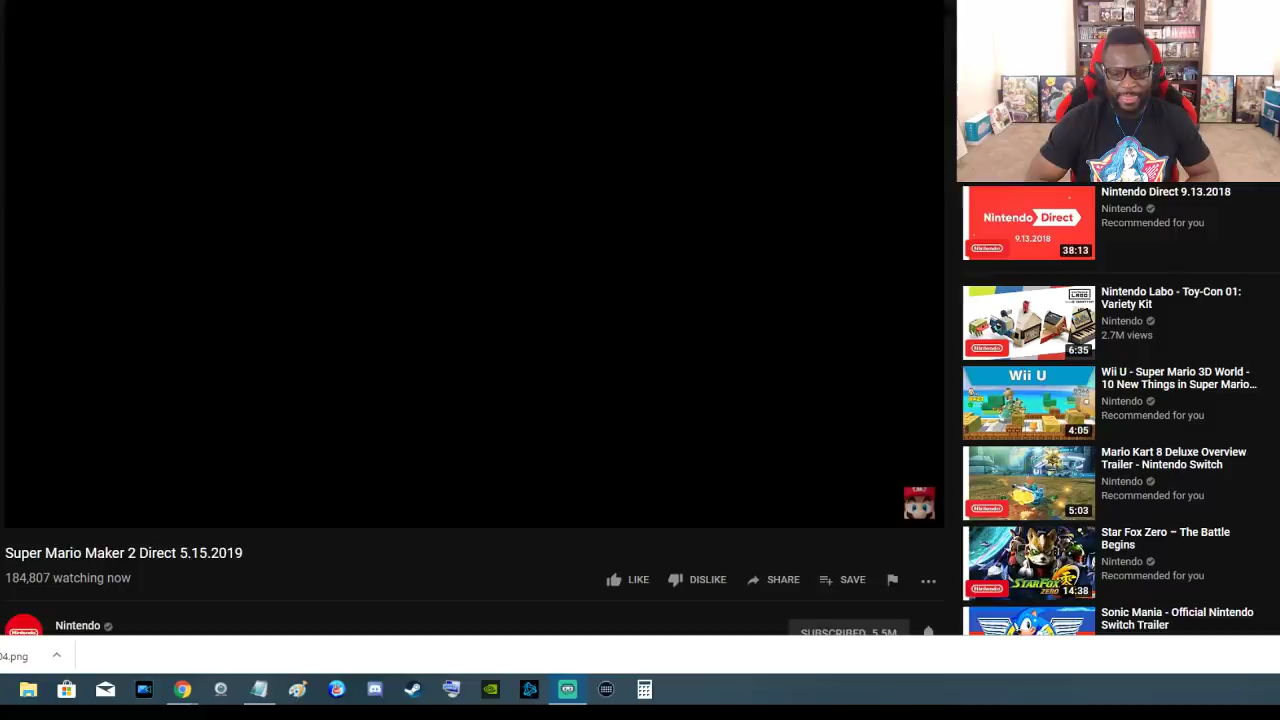 Nintendo Direct
9.13.2018
Nintendo
38:13
Nintendo Direct 9.13.2018
Nintendo
Recommended for you
Nintendo
6:35
Nintendo Labo - Toy-Con 01:
Variety Kit
Nintendo
2.7M views
Wii U
4:05
Wii U - Super Mario 3D World -
10 New Things in Super Mario...
Nintendo
Recommended for you
Nintendo
5:03
Mario Kart 8 Deluxe Overview
Trailer - Nintendo Switch
Nintendo
Recommended for you
STARFOX
Nintendo
14:38
Star Fox Zero – The Battle
Begins
Nintendo
Recommended for you
Sonic Mania - Official Nintendo
Switch Trailer
Super Mario Maker 2 Direct 5.15.2019
184,807 watching now
LIKE
DISLIKE
SHARE
SAVE
Nintendo
SUBSCRIBED 5.5M
04.png